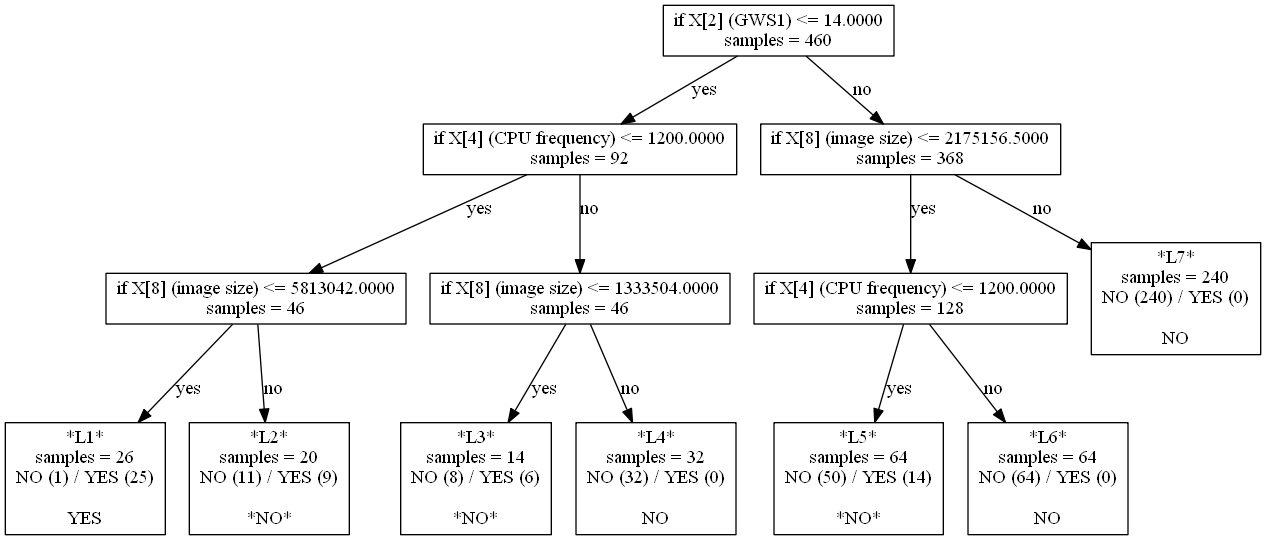 if X[2] (GWS1) <= 14.0000
samples = 460
yes
no
if X[4] (CPU frequency) <= 1200.0000
samples = 92
if X[8] (image size) <= 2175156.5000
samples = 368
yes
no
yes
no
if X[8] (image size) <= 5813042.0000
samples = 46
if X[8] (image size) <= 1333504.0000
samples = 46
if X[4] (CPU frequency) <= 1200.0000
samples = 128
*L7*
samples = 240
NO (240) / YES (0)
NO
yes
no
yes
no
yes
no
*L1*
samples = 26
NO (1) / YES (25)
YES
*L2*
samples = 20
NO (11) / YES (9)
*NO*
*L3*
samples = 14
NO (8) / YES (6)
*NO*
*L4*
samples = 32
NO (32) / YES (0)
NO
*L5*
samples = 64
NO (50) / YES (14)
*NO*
*L6*
samples = 64
NO (64) / YES (0)
NO